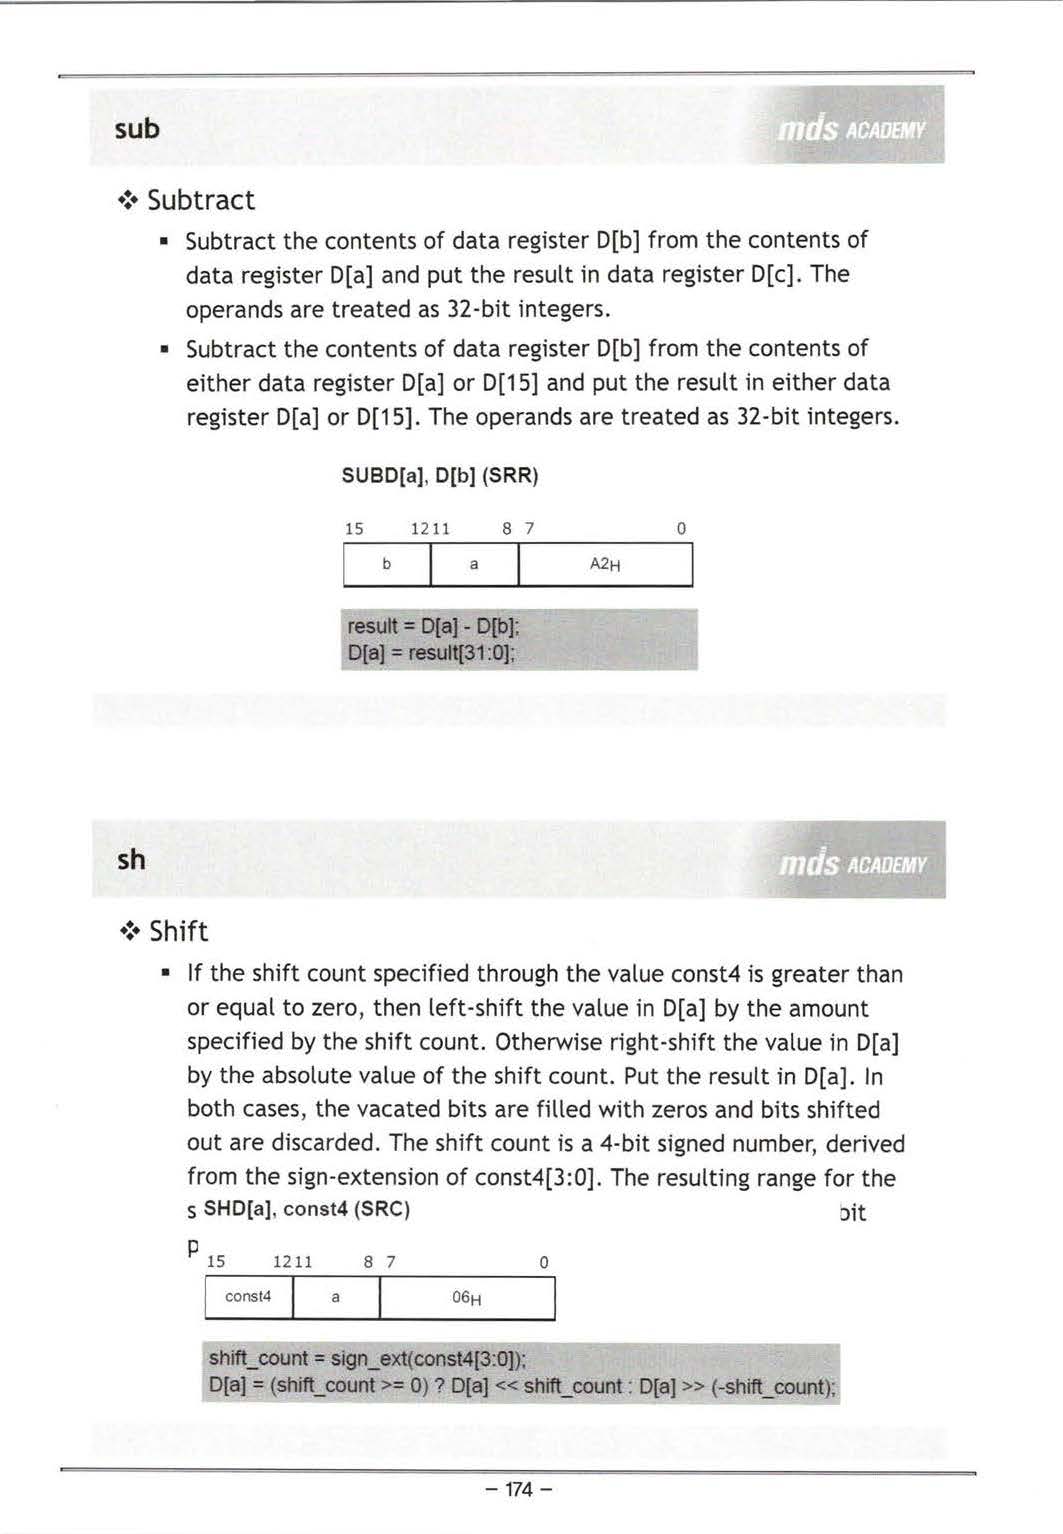 sub
mds ACADEMY
Subtract
Subtract the contents of data register D[b] from the contents of
data register D[a] and put the result in data register D[c]. The
operands are treated as 32-bit integers.
Subtract the contents of data register D[b] from the contents of
either data register D[a] or D[15] and put the result in either data
register D[a] or D[15]. The operands are treated as 32-bit integers.
SUBD[a], D[b] (SRR)
15 1211 8 7 0
b a A2H
result = D[a] - D[b];
D[a] = result[31:0];
sh
mds ACADEMY
Shift
If the shift count specified through the value const4 is greater than
or equal to zero, then left-shift the value in D[a] by the amount
specified by the shift count. Otherwise right-shift the value in D[a]
by the absolute value of the shift count. Put the result in D[a]. In
both cases, the vacated bits are filled with zeros and bits shifted
out are discarded. The shift count is a 4-bit signed number, derived
from the sign-extension of const4[3:0]. The resulting range for the
s SHD[a], const4 (SRC) bit
p
15 1211 8 7 0
const4 a 06H
shift_count = sign_ext(const4[3:0]);
D[a] = (shift_count >= 0) ? D[a] << shift_count : D[a] >> (-shift_count);
- 174 -